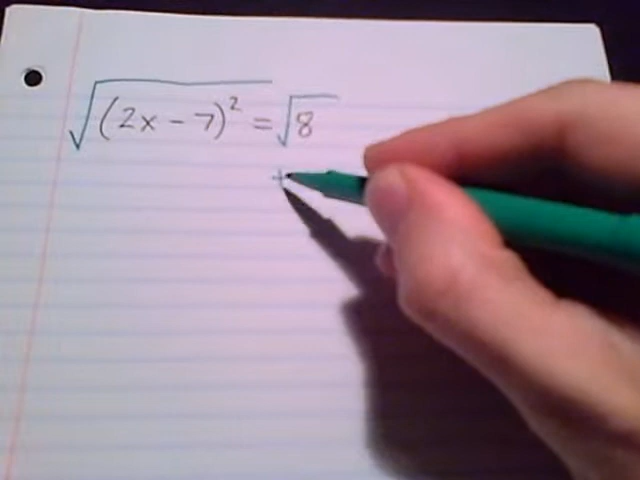 √(2x - 7)² = √8
+